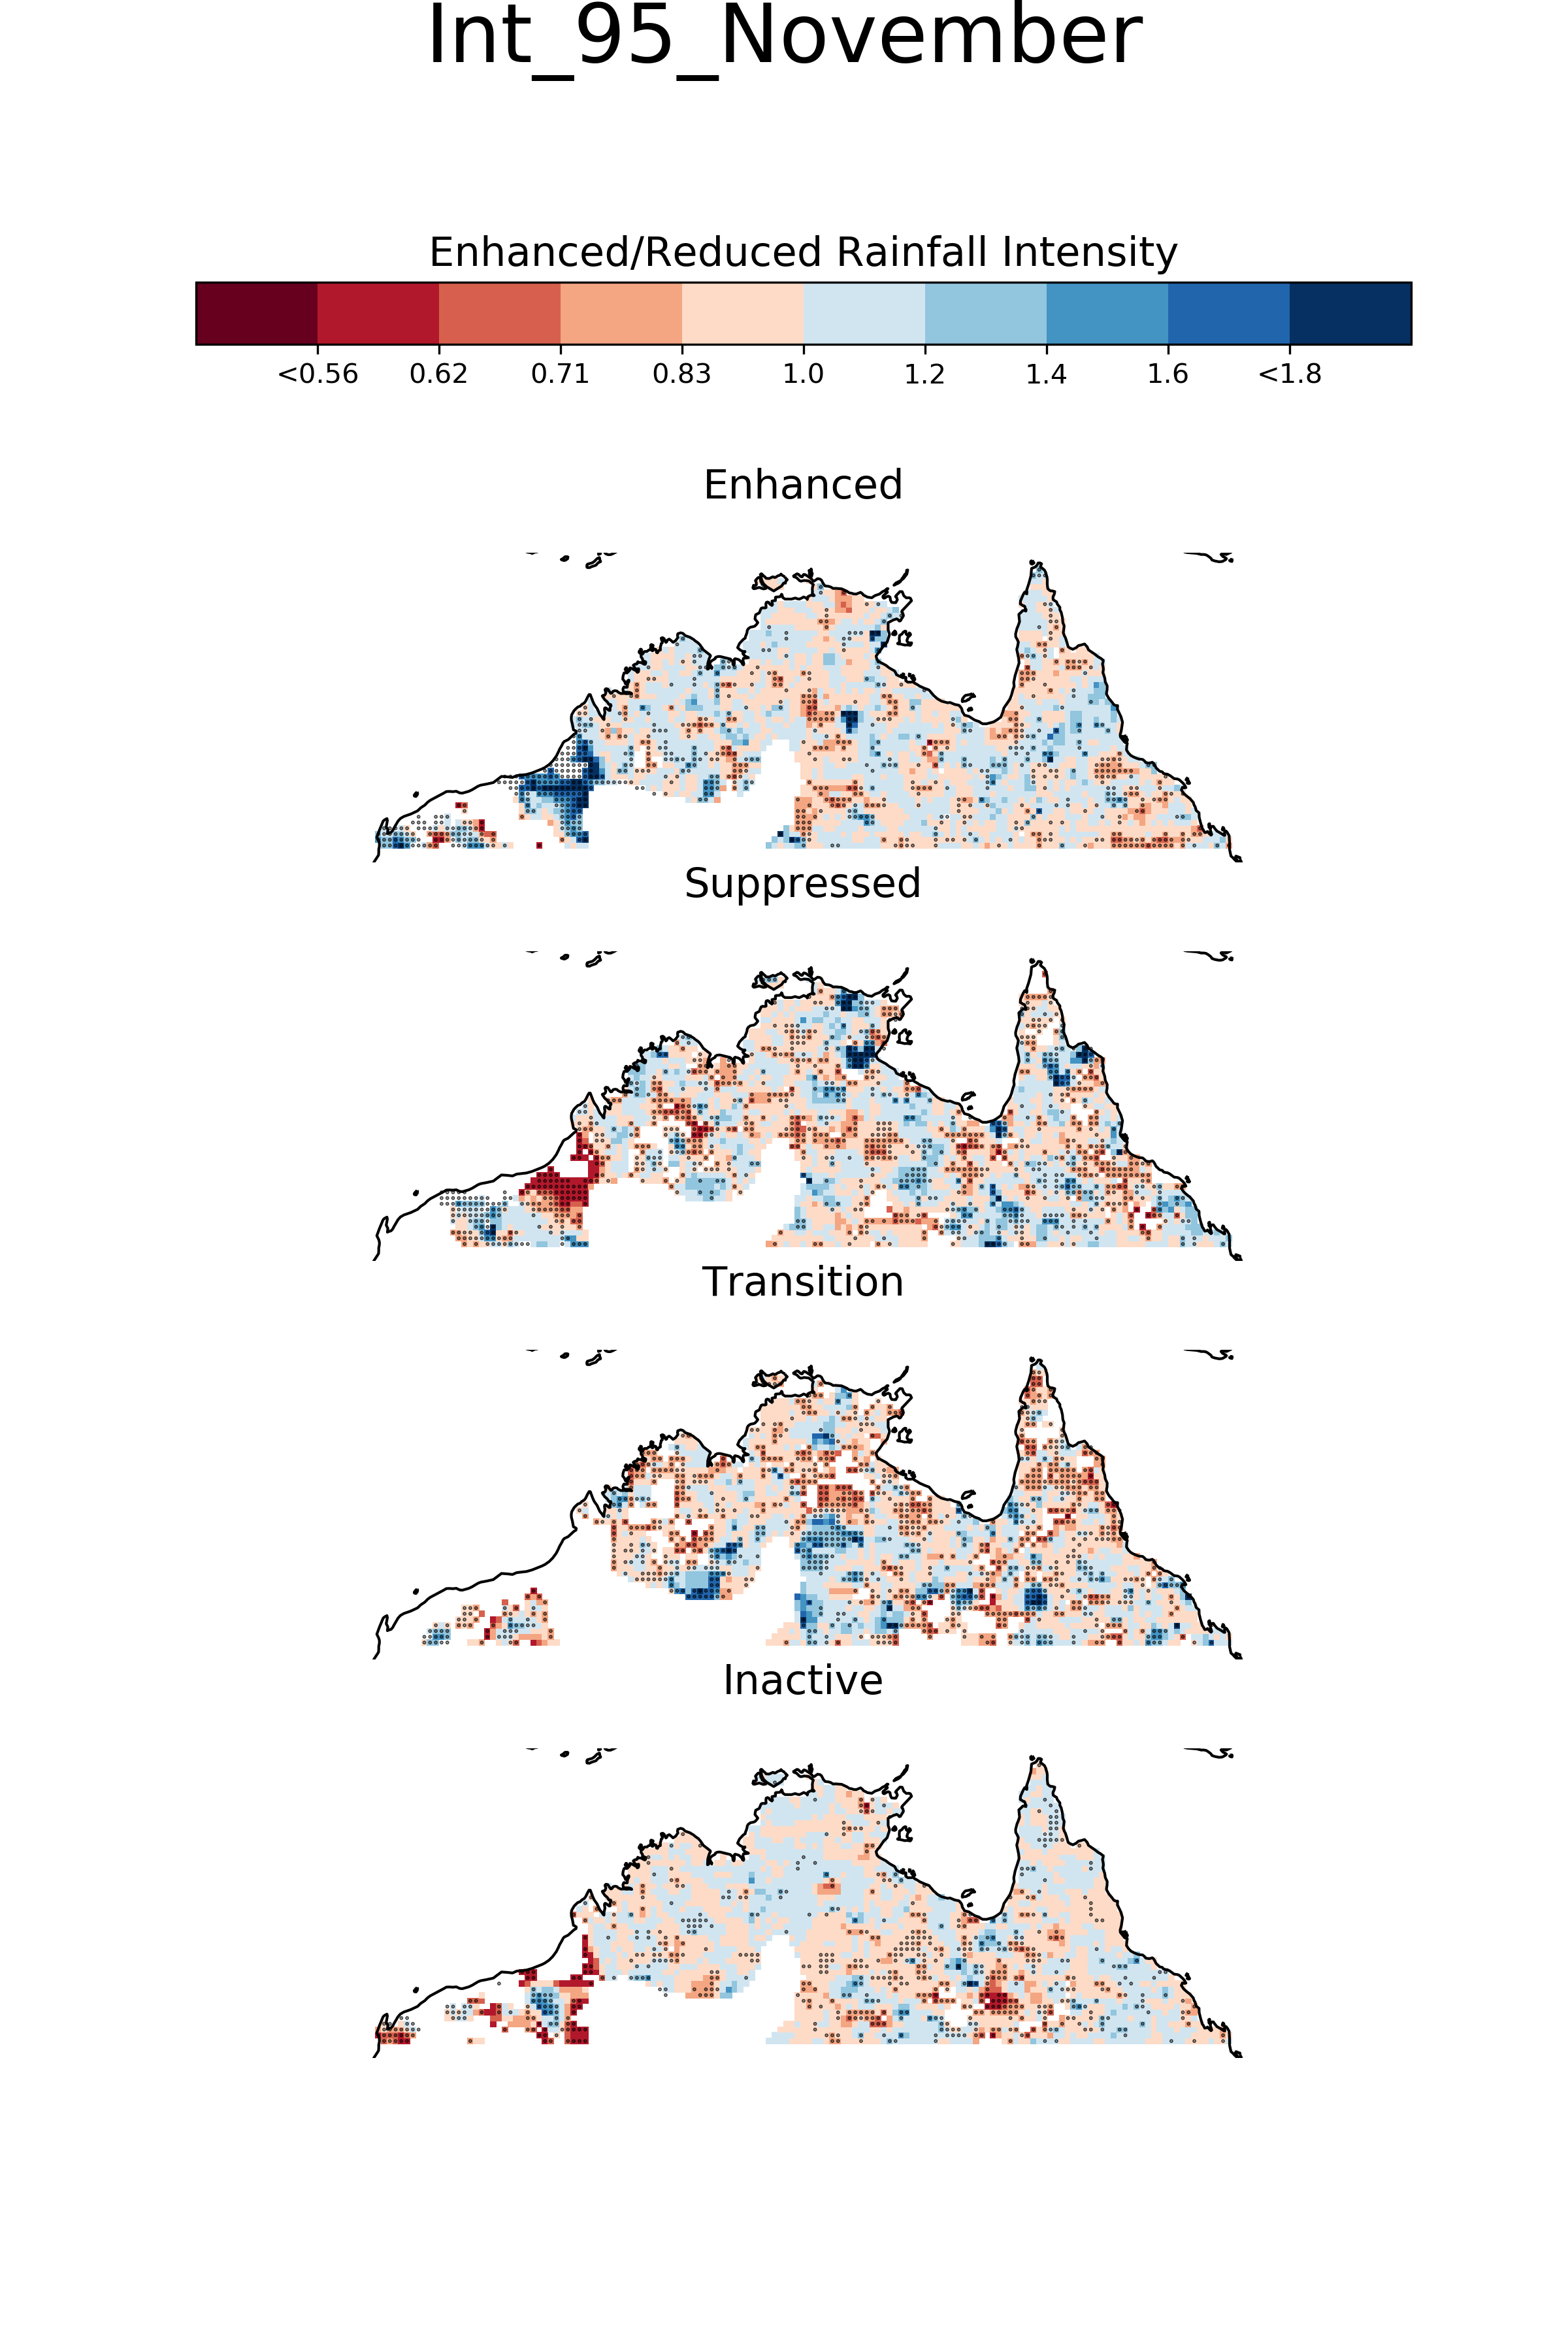 Int_95_November
Enhanced/Reduced Rainfall Intensity
<0.56 0.62 0.71 0.83 1.0 1.2 1.4 1.6 <1.8
Enhanced
Suppressed
Transition
Inactive